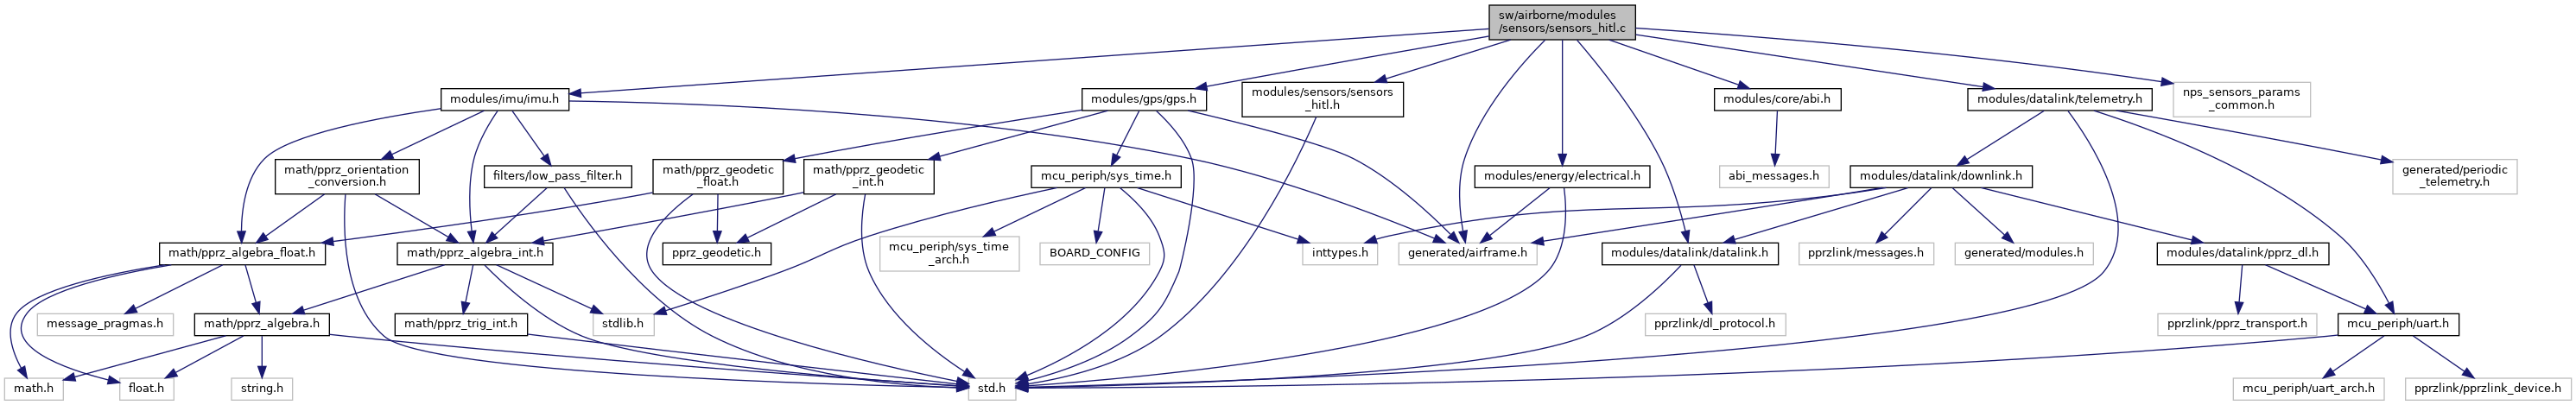 sw/airborne/modules
/sensors/sensors_hitl.c
modules/imu/imu.h
modules/gps/gps.h
modules/sensors/sensors
_hitl.h
modules/core/abi.h
modules/datalink/telemetry.h
nps_sensors_params
_common.h
math/pprz_orientation
_conversion.h
filters/low_pass_filter.h
math/pprz_geodetic
_float.h
math/pprz_geodetic
_int.h
mcu_periph/sys_time.h
modules/energy/electrical.h
abi_messages.h
modules/datalink/downlink.h
generated/periodic
_telemetry.h
math/pprz_algebra_float.h
math/pprz_algebra_int.h
pprz_geodetic.h
mcu_periph/sys_time
_arch.h
BOARD_CONFIG
inttypes.h
generated/airframe.h
modules/datalink/datalink.h
pprzlink/messages.h
generated/modules.h
modules/datalink/pprz_dl.h
message_pragmas.h
math/pprz_algebra.h
math/pprz_trig_int.h
stdlib.h
pprzlink/dl_protocol.h
pprzlink/pprz_transport.h
mcu_periph/uart.h
math.h
float.h
string.h
std.h
mcu_periph/uart_arch.h
pprzlink/pprzlink_device.h